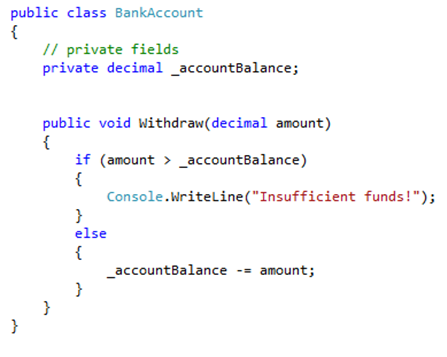 public class BankAccount
{
    // private fields
    private decimal _accountBalance;


    public void Withdraw(decimal amount)
    {
        if (amount > _accountBalance)
        {
            Console.WriteLine("Insufficient funds!");
        }
        else
        {
            _accountBalance -= amount;
        }
    }
}